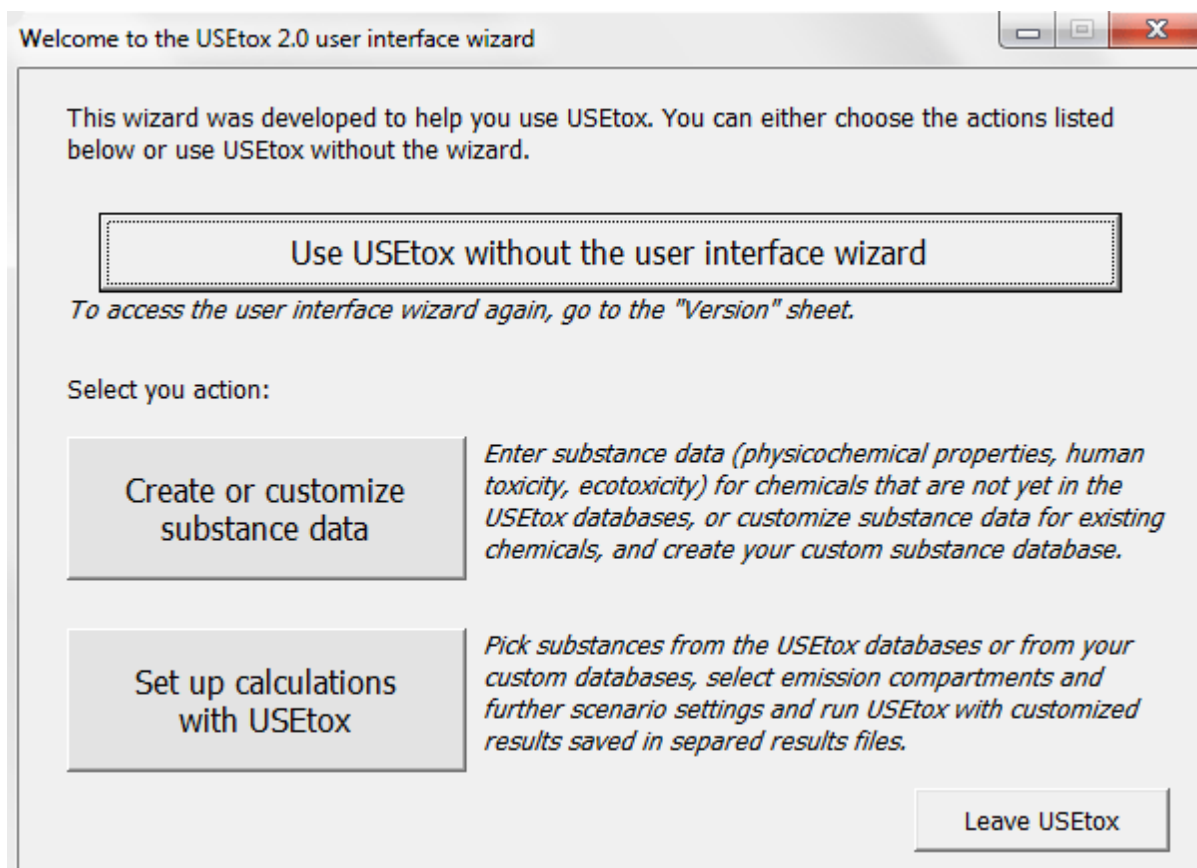 Welcome to the USEtox 2.0 user interface wizard
This wizard was developed to help you use USEtox. You can either choose the actions listed
below or use USEtox without the wizard.
Use USEtox without the user interface wizard
To access the user interface wizard again, go to the "Version" sheet.
Select you action:
Create or customize
substance data
Enter substance data (physicochemical properties, human
toxicity, ecotoxicity) for chemicals that are not yet in the
USEtox databases, or customize substance data for existing
chemicals, and create your custom substance database.
Set up calculations
with USEtox
Pick substances from the USEtox databases or from your
custom databases, select emission compartments and
further scenario settings and run USEtox with customized
results saved in separed results files.
Leave USEtox